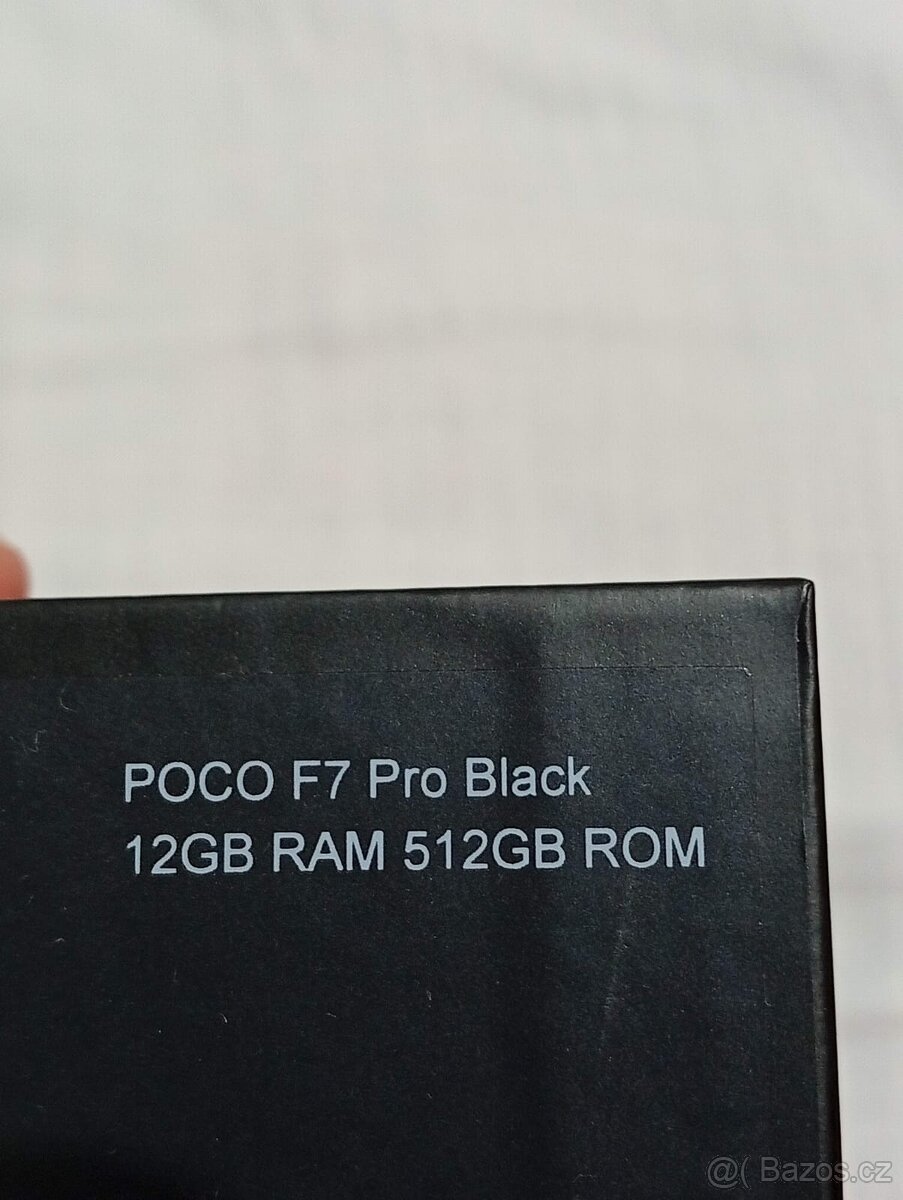 POCO F7 Pro Black
12GB RAM 512GB ROM
@( Bazos.cz